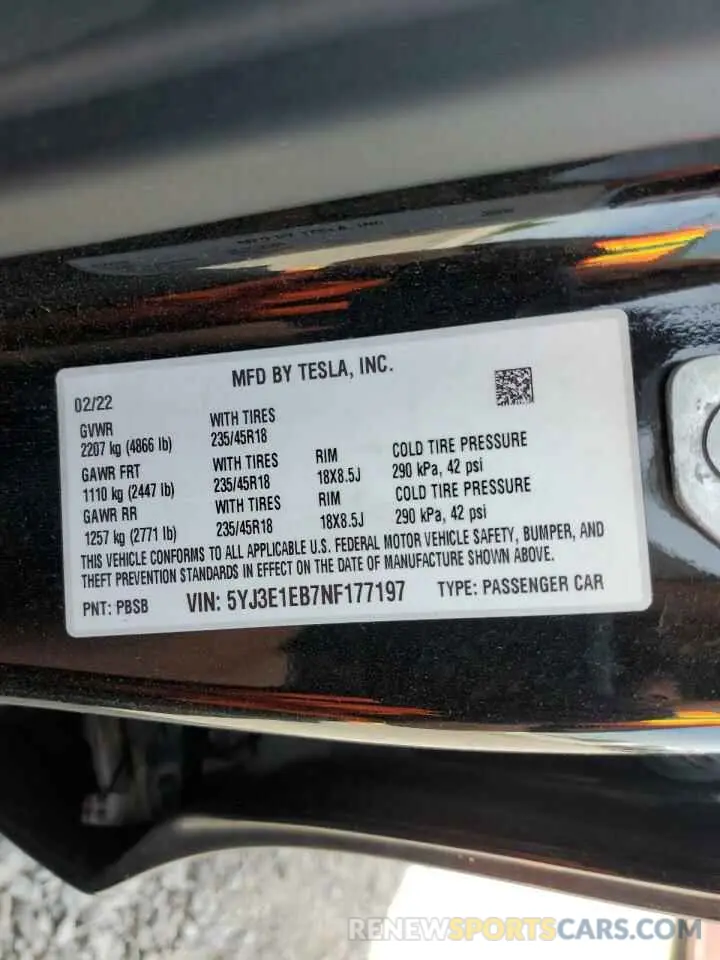 MFD BY TESLA, INC.
02/22
GVWR
2207 kg (4866 lb)
WITH TIRES
235/45R18
GAWR FRT
1110 kg (2447 lb)
WITH TIRES
235/45R18
RIM
18X8.5J
COLD TIRE PRESSURE
290 kPa, 42 psi
GAWR RR
1257 kg (2771 lb)
WITH TIRES
235/45R18
RIM
18X8.5J
COLD TIRE PRESSURE
290 kPa, 42 psi
THIS VEHICLE CONFORMS TO ALL APPLICABLE U.S. FEDERAL MOTOR VEHICLE SAFETY, BUMPER, AND
THEFT PREVENTION STANDARDS IN EFFECT ON THE DATE OF MANUFACTURE SHOWN ABOVE.
PNT: PBSB VIN: 5YJ3E1EB7NF177197 TYPE: PASSENGER CAR
RENEWSPORTSCARS.COM